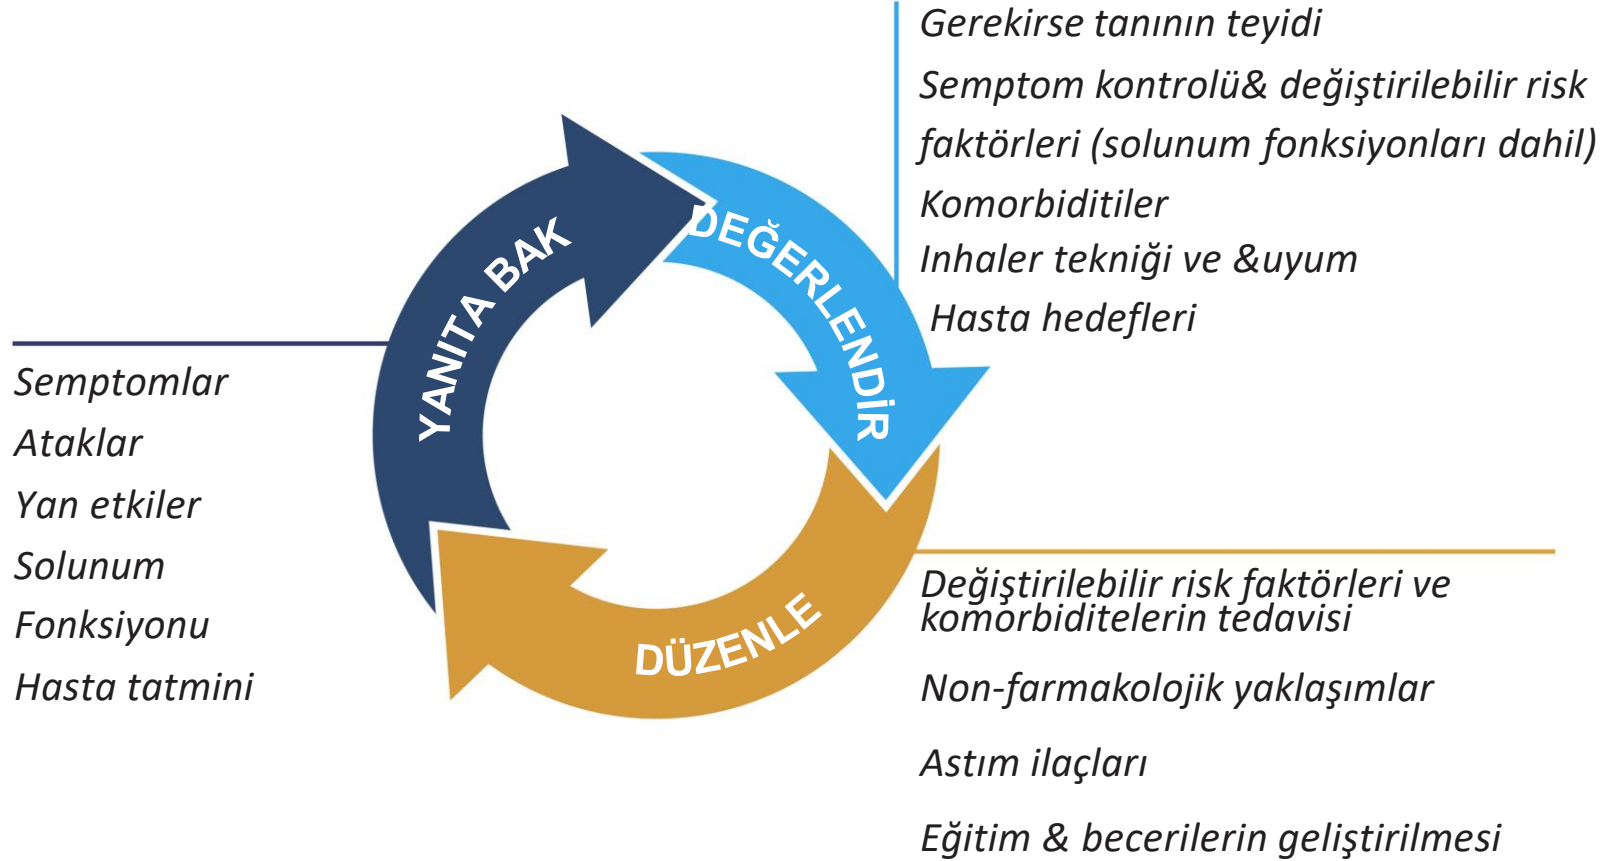 Gerekirse tanının teyidi
Semptom kontrolü& değiştirilebilir risk
faktörleri (solunum fonksiyonları dahil)
Komorbiditiler
Inhaler tekniği ve &uyum
Hasta hedefleri
DEĞERLENDİR
YANITA BAK
Semptomlar
Ataklar
Yan etkiler
Solunum
Fonksiyonu
Hasta tatmini
DÜZENLE
Değiştirilebilir risk faktörleri ve
komorbiditelerin tedavisi
Non-farmakolojik yaklaşımlar
Astım ilaçları
Eğitim & becerilerin geliştirilmesi